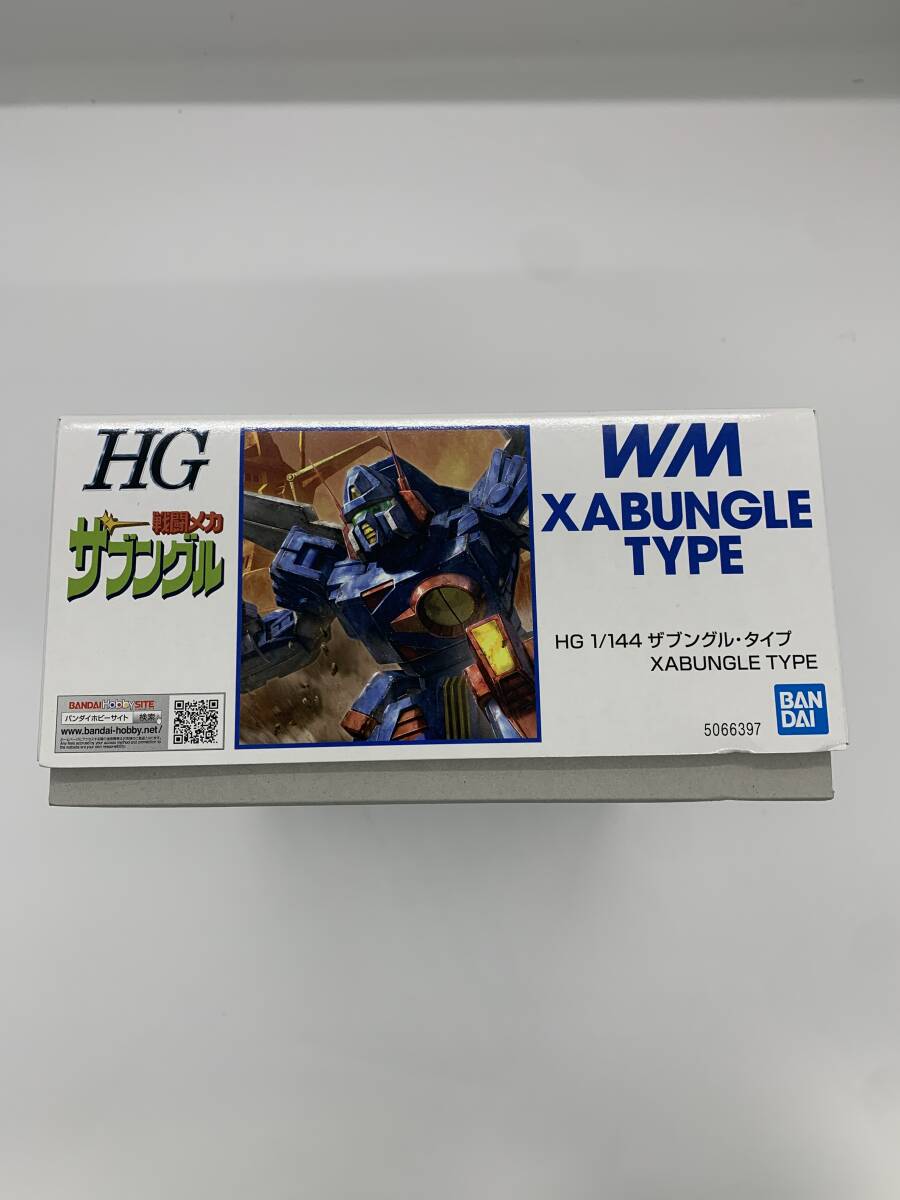 HG
戦闘メカ
ザブングル
WM
XABUNGLE
TYPE
HG 1/144 ザブングル・タイプ
XABUNGLE TYPE
BANDAI Hobby SITE
バンダイホビーサイト 検索
www.bandai-hobby.net/
5066397
BAN
DAI